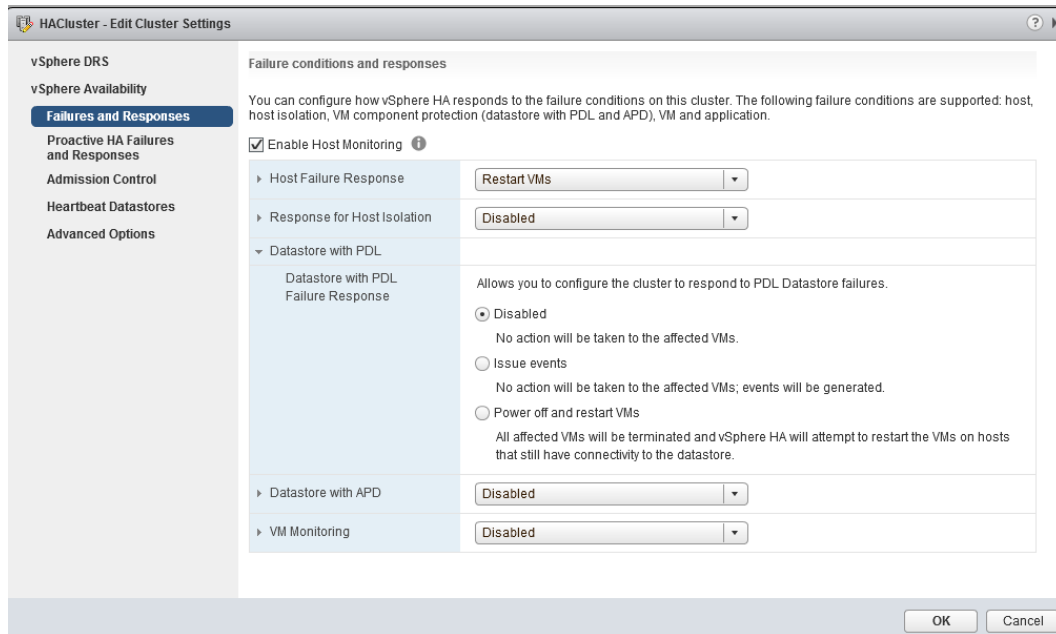 HACluster - Edit Cluster Settings
?
vSphere DRS
vSphere Availability
Failures and Responses
Proactive HA Failures
and Responses
Admission Control
Heartbeat Datastores
Advanced Options
Failure conditions and responses
You can configure how vSphere HA responds to the failure conditions on this cluster. The following failure conditions are supported: host,
host isolation, VM component protection (datastore with PDL and APD), VM and application.
Enable Host Monitoring
Host Failure Response
Restart VMs
Response for Host Isolation
Disabled
Datastore with PDL
Datastore with PDL
Failure Response
Allows you to configure the cluster to respond to PDL Datastore failures.
Disabled
No action will be taken to the affected VMs.
Issue events
No action will be taken to the affected VMs; events will be generated.
Power off and restart VMs
All affected VMs will be terminated and vSphere HA will attempt to restart the VMs on hosts
that still have connectivity to the datastore.
Datastore with APD
Disabled
VM Monitoring
Disabled
OK
Cancel